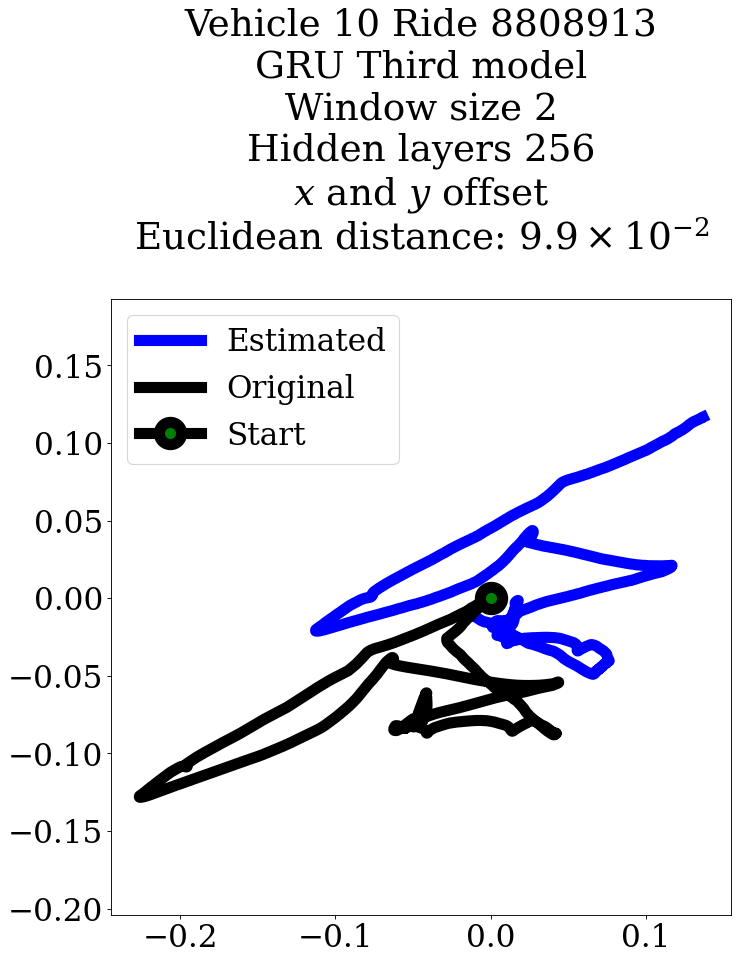 Vehicle 10 Ride 8808913
GRU Third model
Window size 2
Hidden layers 256
x and y offset
Euclidean distance: 9.9 × 10⁻²
Estimated
Original
Start
0.15
0.10
0.05
0.00
−0.05
−0.10
−0.15
−0.20
−0.2 −0.1 0.0 0.1